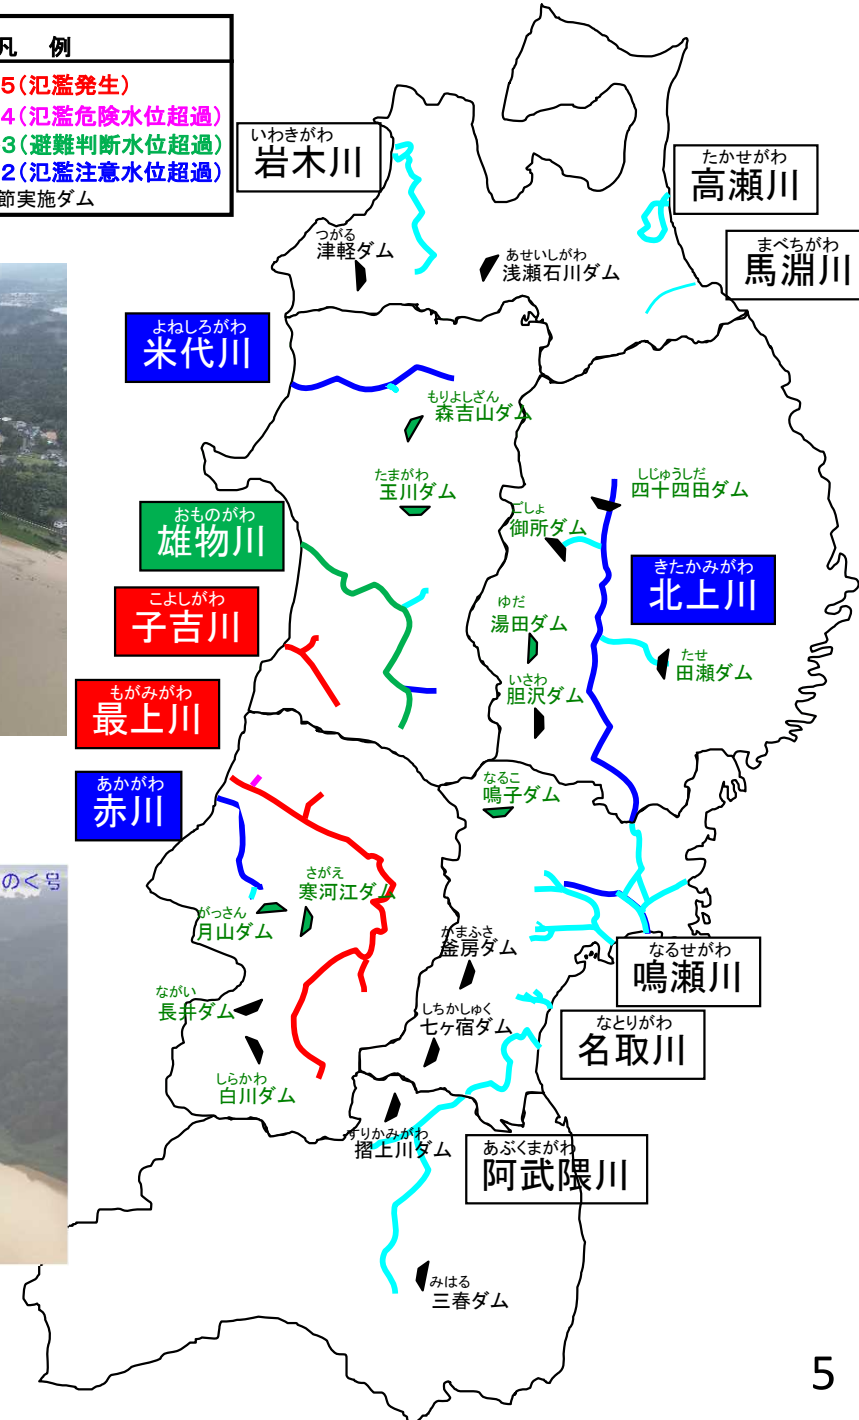 凡 例
5(氾濫発生)
4(氾濫危険水位超過)
3(避難判断水位超過)
2(氾濫注意水位超過)
節実施ダム
いわきがわ
岩木川
たかせがわ
高瀬川
まべちがわ
馬淵川
つがる
津軽ダム
あせいしがわ
浅瀬石川ダム
よねしろがわ
米代川
もりよしざん
森吉山ダム
たまがわ
玉川ダム
しじゅうしだ
四十四田ダム
ごしょ
御所ダム
おものがわ
雄物川
きたかみがわ
北上川
こよしがわ
子吉川
ゆだ
湯田ダム
たせ
田瀬ダム
いさわ
胆沢ダム
もがみがわ
最上川
あかがわ
赤川
なるこ
鳴子ダム
のく号
さがえ
寒河江ダム
がっさん
月山ダム
かまふさ
釜房ダム
なるせがわ
鳴瀬川
ながい
長井ダム
しちかしゅく
七ヶ宿ダム
なとりがわ
名取川
しらかわ
白川ダム
すりかみがわ
摺上川ダム
あぶくまがわ
阿武隈川
みはる
三春ダム
5